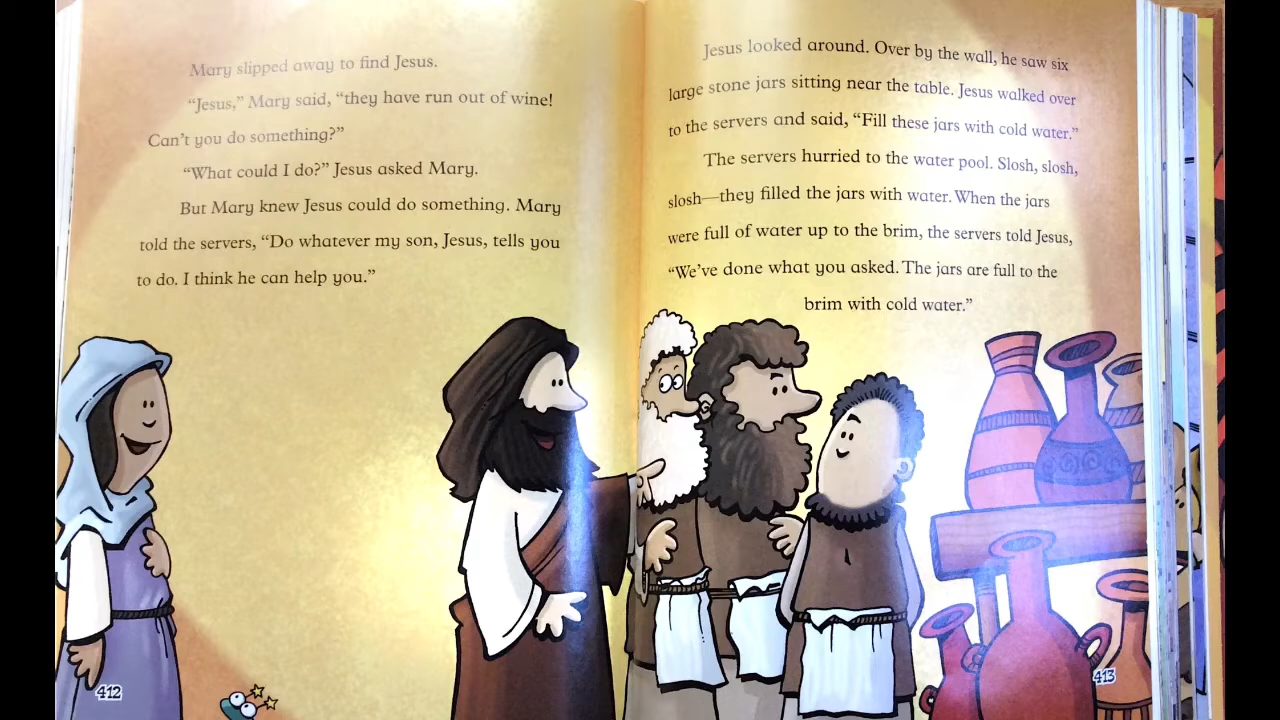 Mary slipped away to find Jesus.
“Jesus,” Mary said, “they have run out of wine!
Can’t you do something?”
“What could I do?” Jesus asked Mary.
But Mary knew Jesus could do something. Mary
told the servers, “Do whatever my son, Jesus, tells you
to do. I think he can help you.”
412
Jesus looked around. Over by the wall, he saw six
large stone jars sitting near the table. Jesus walked over
to the servers and said, “Fill these jars with cold water.”
The servers hurried to the water pool. Slosh, slosh,
slosh—they filled the jars with water. When the jars
were full of water up to the brim, the servers told Jesus,
“We’ve done what you asked. The jars are full to the
brim with cold water.”
413